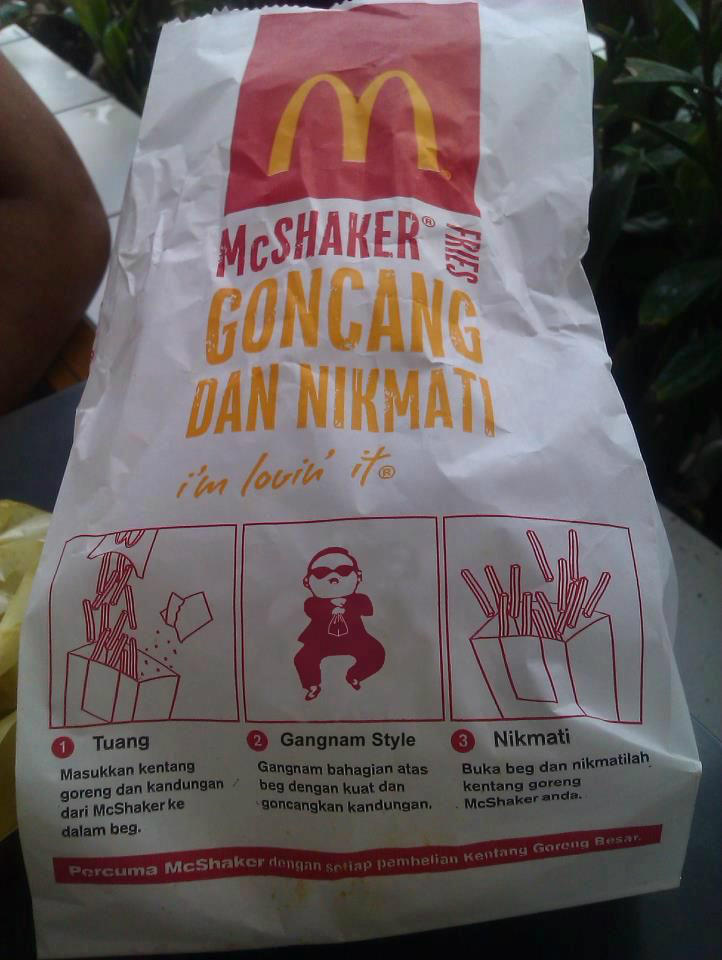 M
McSHAKER® FRIES
GONCANG
DAN NIKMATI
i'm lovin' it®
1 Tuang
Masukkan kentang
goreng dan kandungan
dari McShaker ke
dalam beg.
2 Gangnam Style
Gangnam bahagian atas
beg dengan kuat dan
goncangkan kandungan.
3 Nikmati
Buka beg dan nikmatilah
kentang goreng
McShaker anda.
Percuma McShaker dengan setiap pembelian Kentang Goreng Besar.